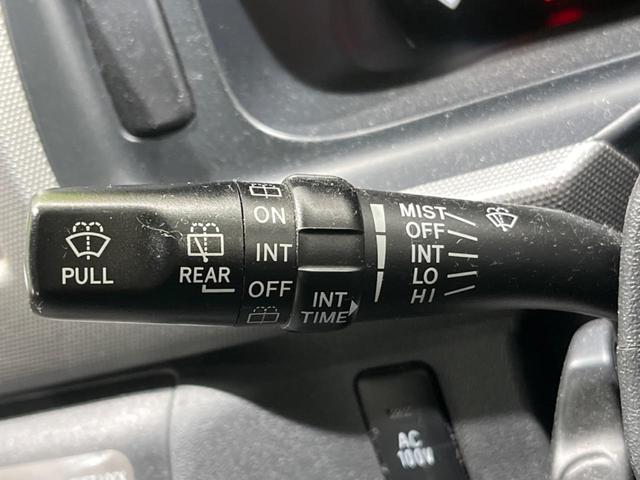 PULL
REAR
ON
INT
OFF
INT
TIME
MIST
OFF
INT
LO
HI
AC
100V